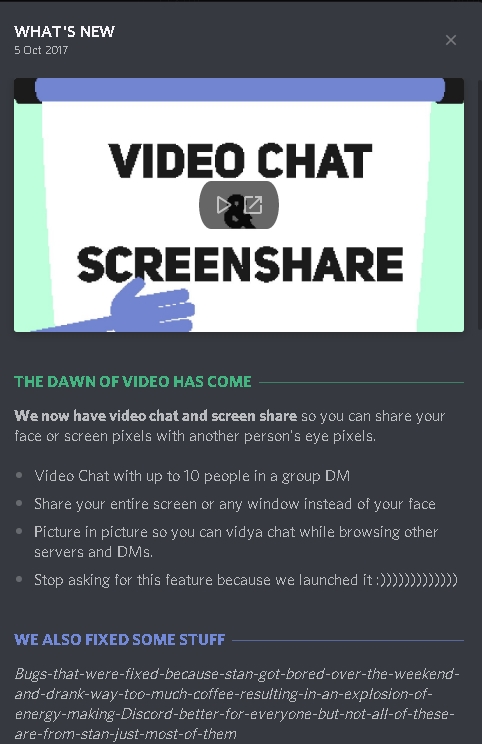 WHAT'S NEW
5 Oct 2017
VIDEO CHAT
&
SCREENSHARE
THE DAWN OF VIDEO HAS COME
We now have video chat and screen share so you can share your
face or screen pixels with another person's eye pixels.
Video Chat with up to 10 people in a group DM
Share your entire screen or any window instead of your face
Picture in picture so you can vidya chat while browsing other
servers and DMs.
Stop asking for this feature because we launched it :)))))))))))))
WE ALSO FIXED SOME STUFF
Bugs-that-were-fixed-because-stan-got-bored-over-the-weekend-
and-drank-way-too-much-coffee-resulting-in-an-explosion-of-
energy-making-Discord-better-for-everyone-but-not-all-of-these-
are-from-stan-just-most-of-them